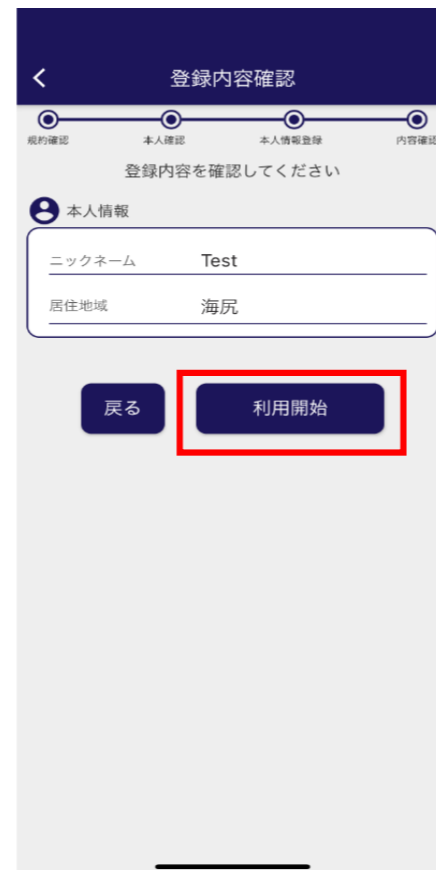 登録内容確認
規約確認 本人確認 本人情報登録 内容確認
登録内容を確認してください
本人情報
ニックネーム Test
居住地域 海尻
戻る 利用開始